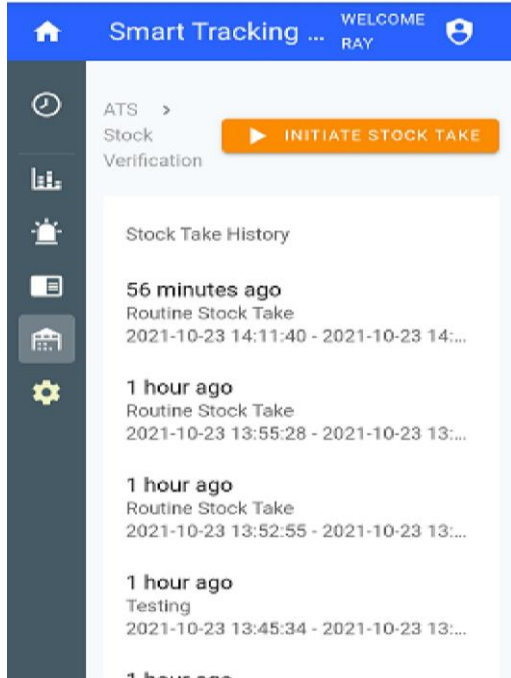 Smart Tracking ...
WELCOME
RAY
ATS >
Stock
Verification
INITIATE STOCK TAKE
Stock Take History
56 minutes ago
Routine Stock Take
2021-10-23 14:11:40 - 2021-10-23 14:...
1 hour ago
Routine Stock Take
2021-10-23 13:55:28 - 2021-10-23 13:...
1 hour ago
Routine Stock Take
2021-10-23 13:52:55 - 2021-10-23 13:...
1 hour ago
Testing
2021-10-23 13:45:34 - 2021-10-23 13:...
1 hour ago